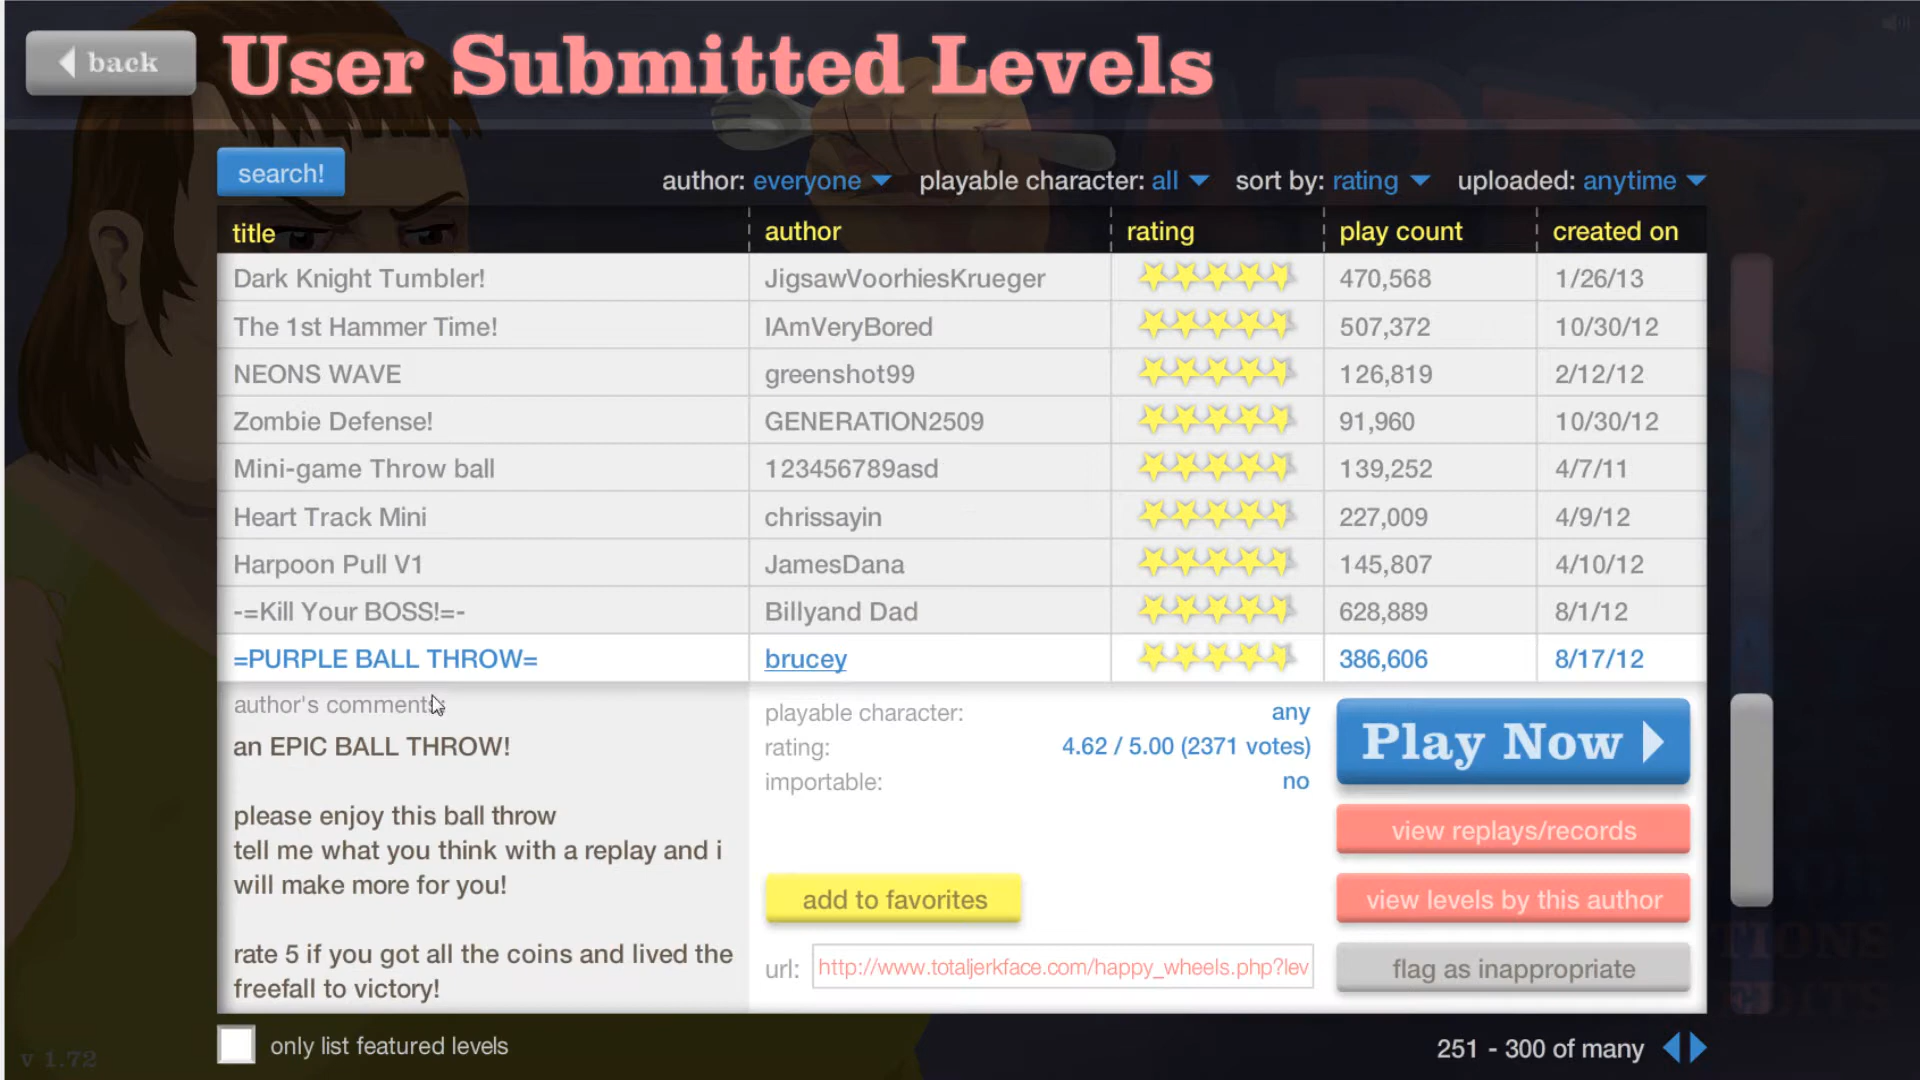 back
User Submitted Levels
search!
author: everyone playable character: all sort by: rating uploaded: anytime
title author rating play count created on
Dark Knight Tumbler! JigsawVoorhiesKrueger 470,568 1/26/13
The 1st Hammer Time! IAmVeryBored 507,372 10/30/12
NEONS WAVE greenshot99 126,819 2/12/12
Zombie Defense! GENERATION2509 91,960 10/30/12
Mini-game Throw ball 123456789asd 139,252 4/7/11
Heart Track Mini chrissayin 227,009 4/9/12
Harpoon Pull V1 JamesDana 145,807 4/10/12
-=Kill Your BOSS!=- Billyand Dad 628,889 8/1/12
=PURPLE BALL THROW= brucey 386,606 8/17/12
author's comments:
an EPIC BALL THROW!
please enjoy this ball throw
tell me what you think with a replay and i
will make more for you!
rate 5 if you got all the coins and lived the
freefall to victory!
playable character: any
rating: 4.62 / 5.00 (2371 votes)
importable: no
add to favorites
url: http://www.totaljerkface.com/happy_wheels.php?lev
Play Now
view replays/records
view levels by this author
flag as inappropriate
only list featured levels
251 - 300 of many
v 1.72